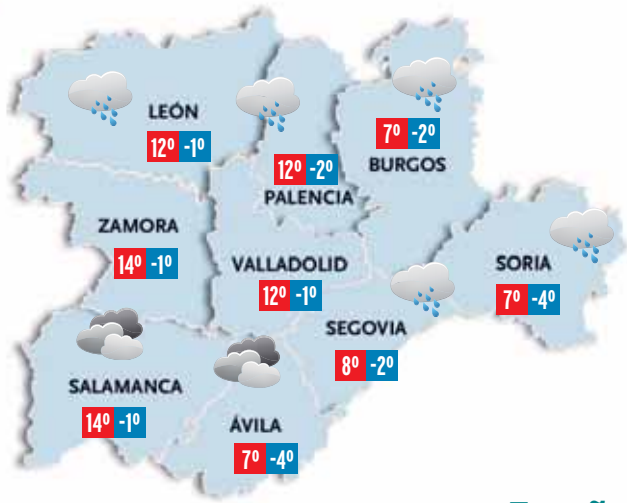 LEÓN
12º -1º
12º -2º
PALENCIA
7º -2º
BURGOS
ZAMORA
14º -1º
VALLADOLID
12º -1º
SORIA
7º -4º
SEGOVIA
8º -2º
SALAMANCA
14º -1º
ÁVILA
7º -4º